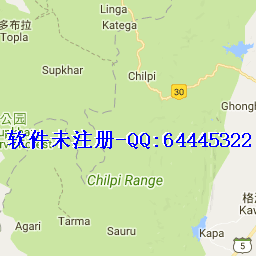 Linga
多布拉
Topla
Katega
Supkhar
Chilpi
30
Ghongh
公园
软件未注册-QQ:64445322
Chilpi Range
格
Kaw
Agari
Tarma
Sauru
Kapa
5